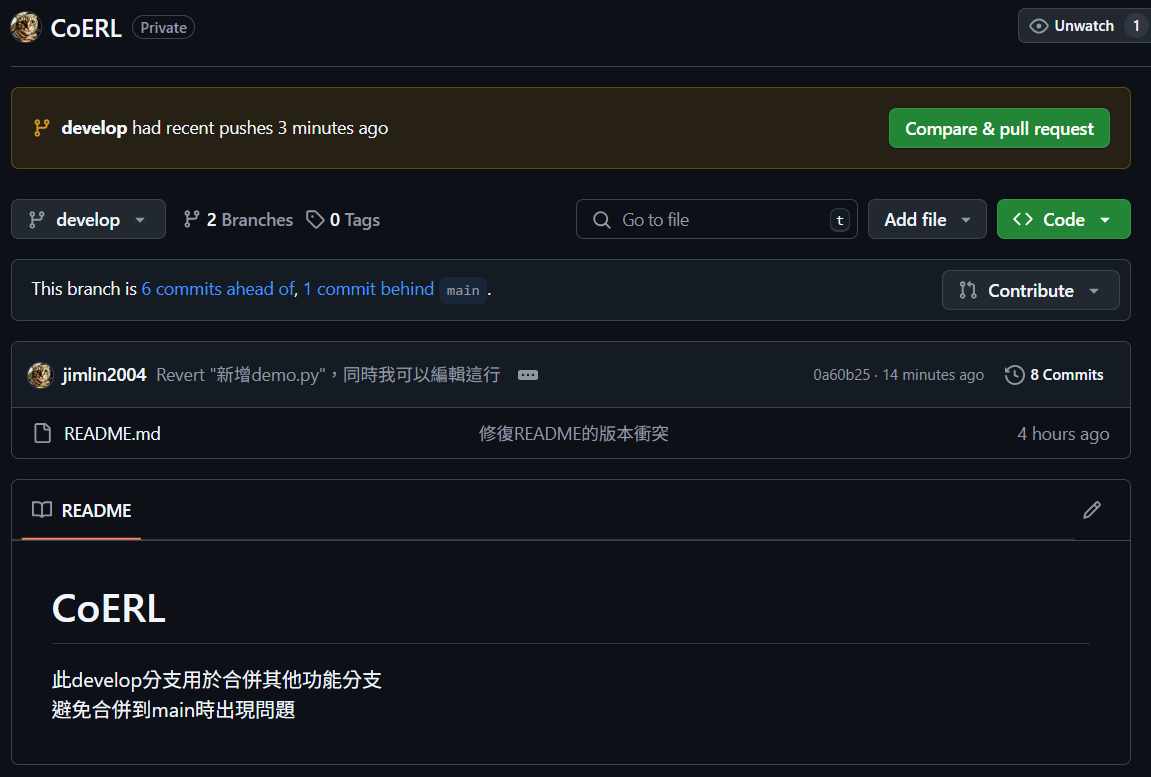 CoERL Private Unwatch 1
develop had recent pushes 3 minutes ago Compare & pull request
develop 2 Branches 0 Tags Go to file t Add file Code
This branch is 6 commits ahead of, 1 commit behind main . Contribute
jimlin2004 Revert "新增demo.py"，同時我可以編輯這行 0a60b25 · 14 minutes ago 8 Commits
README.md 修復README的版本衝突 4 hours ago
README
CoERL
此develop分支用於合併其他功能分支
避免合併到main時出現問題